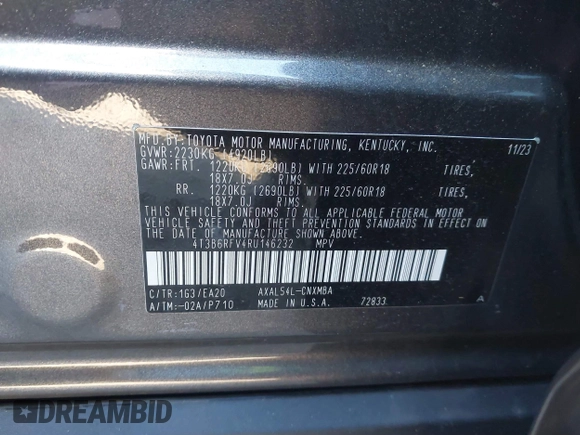 MFD. BY: TOYOTA MOTOR MANUFACTURING, KENTUCKY, INC.
GVWR: 2230KG (4920LB) 11/23
GAWR: FRT. 1220KG (2690LB) WITH 225/60R18 TIRES,
18X7.0J RIMS.
RR. 1220KG (2690LB) WITH 225/60R18 TIRES,
18X7.0J RIMS.
THIS VEHICLE CONFORMS TO ALL APPLICABLE FEDERAL MOTOR
VEHICLE SAFETY AND THEFT PREVENTION STANDARDS IN EFFECT
ON THE DATE OF MANUFACTURE SHOWN ABOVE.
4T3B6RFV4RU146232 MPV
C/TR: 1G3/EA20 AXAL54L-CNXMBA
A/TM: -02A/P710 MADE IN U.S.A. 72833 A
DREAMBID